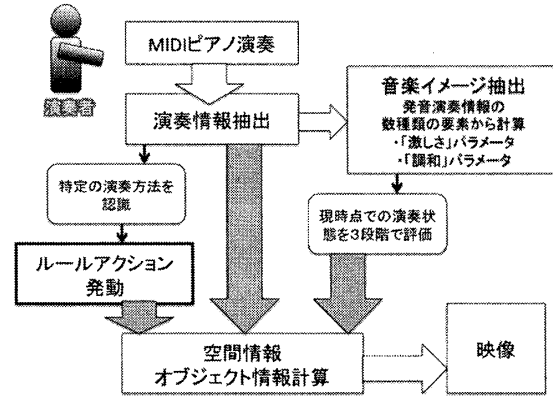 MIDIピアノ演奏
演奏者
演奏情報抽出
音楽イメージ抽出
発音演奏情報の
数種類の要素から計算
・「激しさ」パラメータ
・「調和」パラメータ
特定の演奏方法を
認識
現時点での演奏状
態を3段階で評価
ルールアクション
発動
空間情報
オブジェクト情報計算
映像